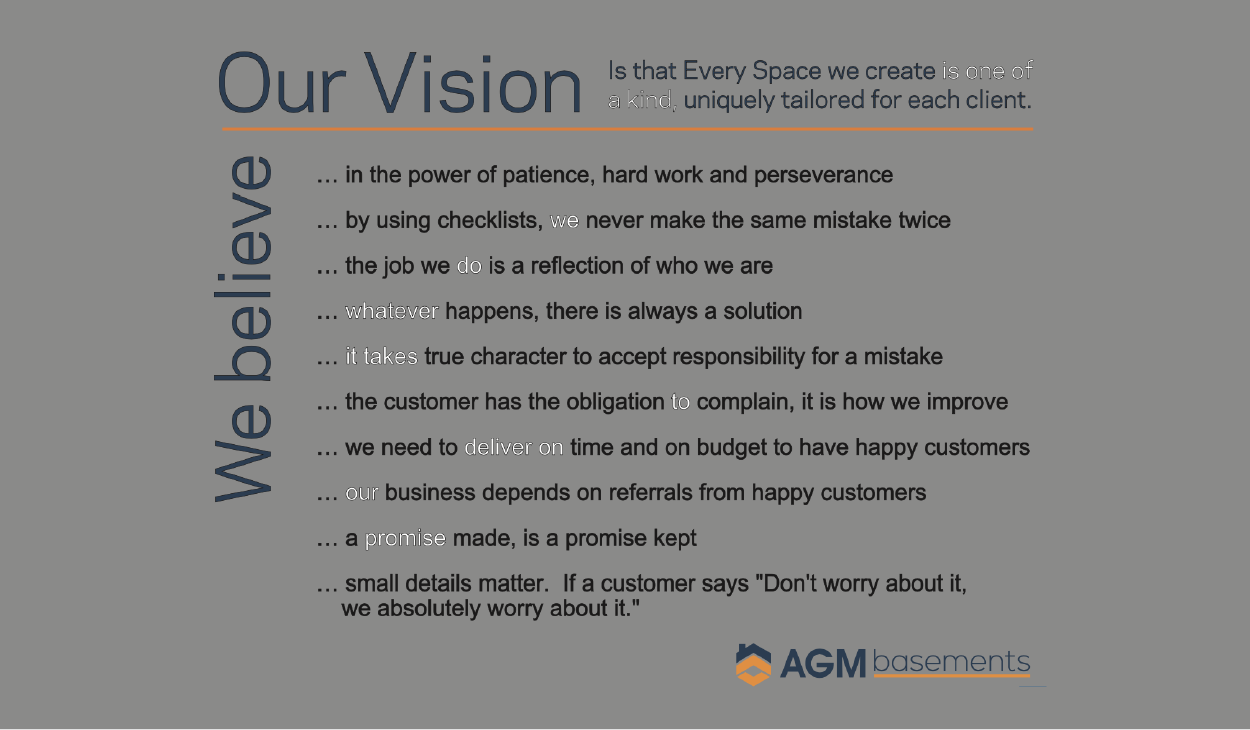 Our Vision
Is that Every Space we create is one of
a kind, uniquely tailored for each client.
We believe
... in the power of patience, hard work and perseverance
... by using checklists, we never make the same mistake twice
... the job we do is a reflection of who we are
... whatever happens, there is always a solution
... it takes true character to accept responsibility for a mistake
... the customer has the obligation to complain, it is how we improve
... we need to deliver on time and on budget to have happy customers
... our business depends on referrals from happy customers
... a promise made, is a promise kept
... small details matter.  If a customer says "Don't worry about it,
we absolutely worry about it."
AGM basements